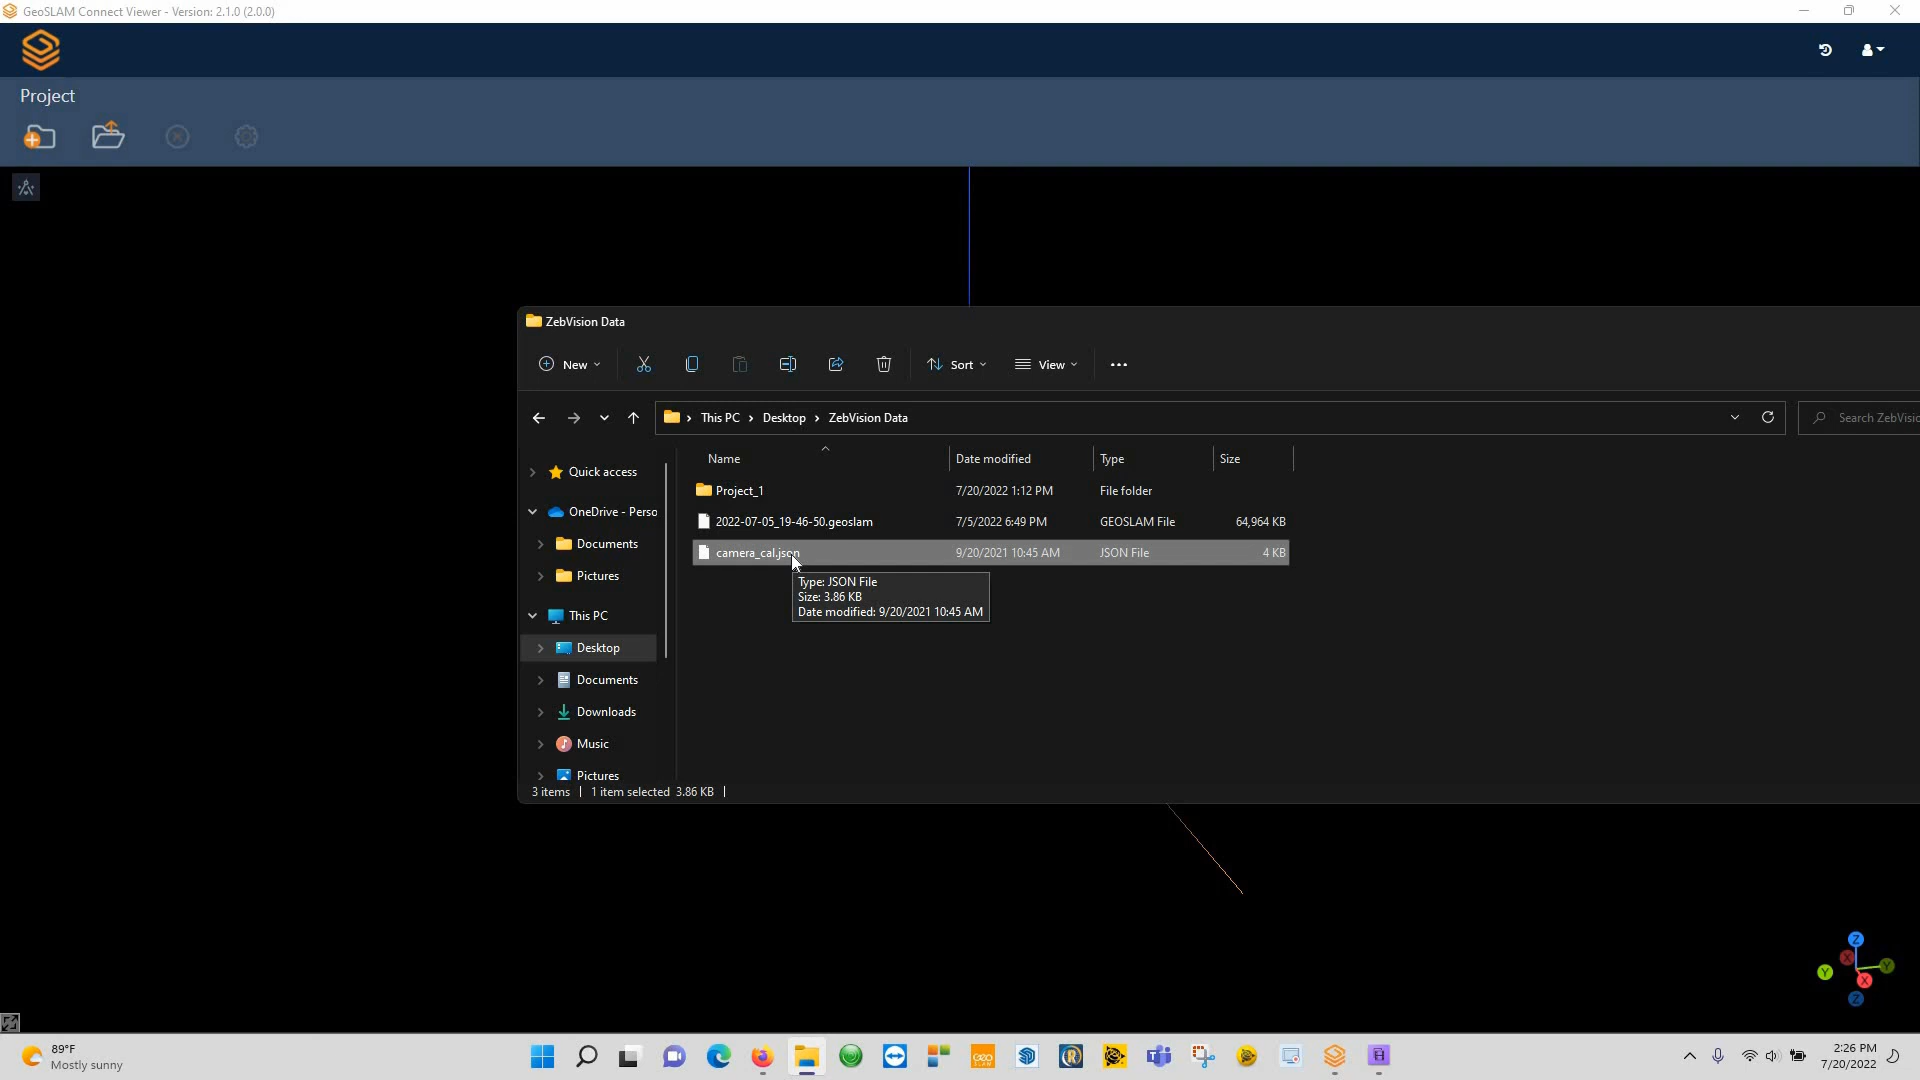 GeoSLAM Connect Viewer - Version: 2.1.0 (2.0.0)
Project
ZebVision Data
New
Sort
View
This PC > Desktop > ZebVision Data
Search ZebVisio
Name Date modified Type Size
Project_1 7/20/2022 1:12 PM File folder
2022-07-05_19-46-50.geoslam 7/5/2022 6:49 PM GEOSLAM File 64,964 KB
camera_cal.json 9/20/2021 10:45 AM JSON File 4 KB
Type: JSON File
Size: 3.86 KB
Date modified: 9/20/2021 10:45 AM
Quick access
OneDrive - Perso
Documents
Pictures
This PC
Desktop
Documents
Downloads
Music
Pictures
3 items 1 item selected 3.86 KB
Z
X
Y
Y
X
Z
89°F
Mostly sunny
GEO
SLAM
2:26 PM
7/20/2022